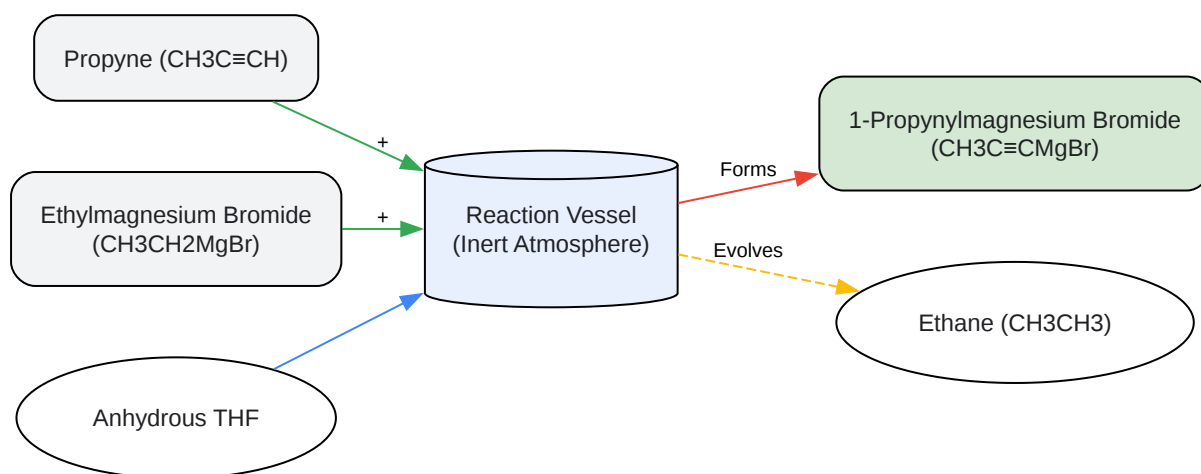 Propyne (CH3C≡CH)
+
Ethylmagnesium Bromide
(CH3CH2MgBr)
+
Anhydrous THF
Reaction Vessel
(Inert Atmosphere)
Forms
1-Propynylmagnesium Bromide
(CH3C≡CMgBr)
Evolves
Ethane (CH3CH3)